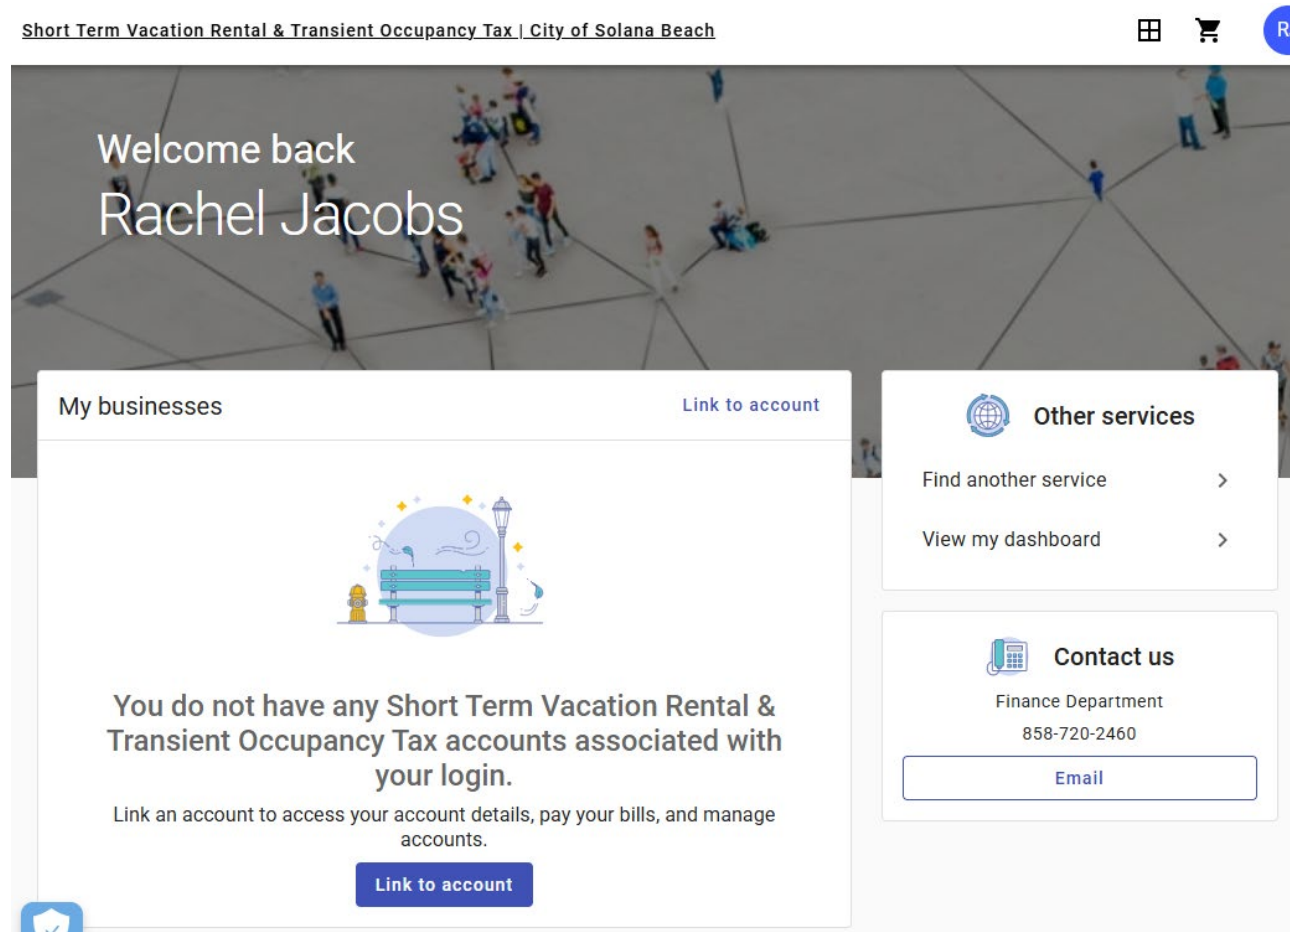 Short Term Vacation Rental & Transient Occupancy Tax | City of Solana Beach
R
Welcome back
Rachel Jacobs
My businesses
Link to account
You do not have any Short Term Vacation Rental &
Transient Occupancy Tax accounts associated with
your login.
Link an account to access your account details, pay your bills, and manage
accounts.
Link to account
Other services
Find another service
View my dashboard
Contact us
Finance Department
858-720-2460
Email